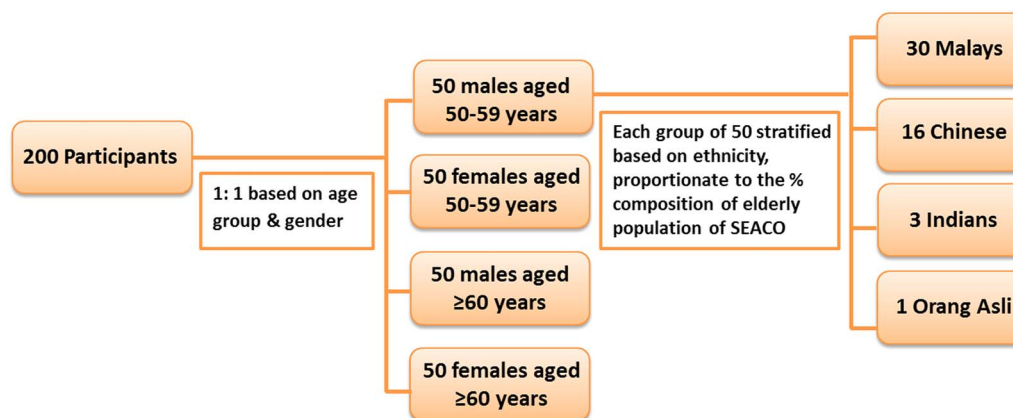 200 Participants
1: 1 based on age
group & gender
50 males aged
50-59 years
50 females aged
50-59 years
50 males aged
≥60 years
50 females aged
≥60 years
Each group of 50 stratified
based on ethnicity,
proportionate to the %
composition of elderly
population of SEACO
30 Malays
16 Chinese
3 Indians
1 Orang Asli